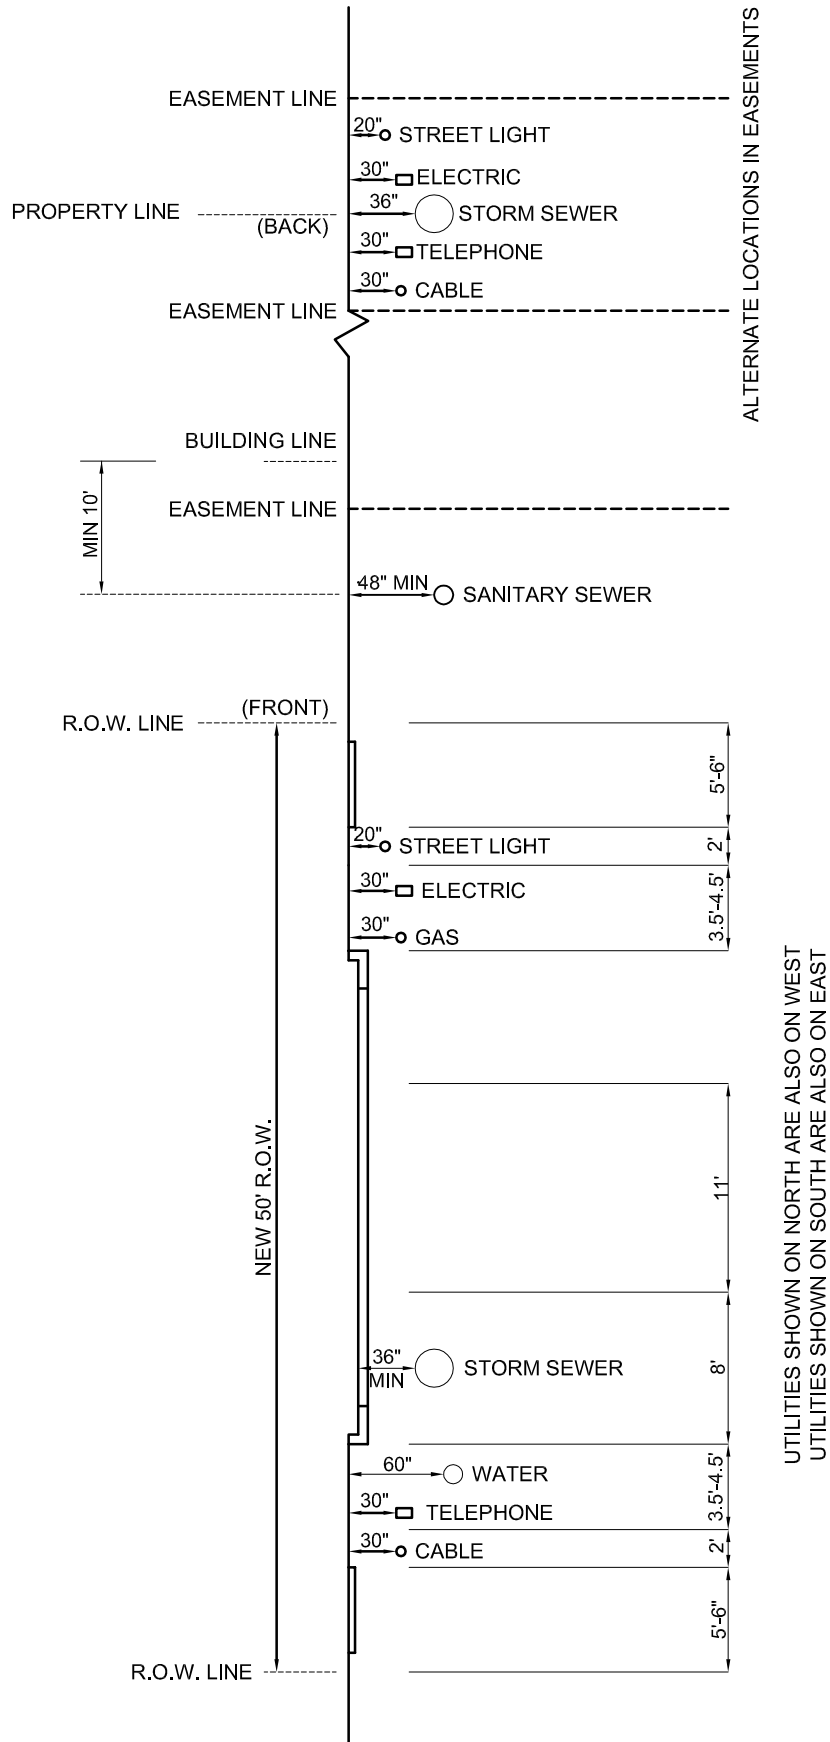 EASEMENT LINE
20"
STREET LIGHT
30"
ELECTRIC
PROPERTY LINE
(BACK)
36"
STORM SEWER
30"
TELEPHONE
30"
CABLE
EASEMENT LINE
ALTERNATE LOCATIONS IN EASEMENTS
BUILDING LINE
MIN 10'
EASEMENT LINE
48" MIN
SANITARY SEWER
(FRONT)
R.O.W. LINE
5'-6"
20"
STREET LIGHT
2'
30"
ELECTRIC
3.5'-4.5'
30"
GAS
NEW 50' R.O.W.
11'
UTILITIES SHOWN ON NORTH ARE ALSO ON WEST
UTILITIES SHOWN ON SOUTH ARE ALSO ON EAST
36"
MIN
STORM SEWER
8'
60"
WATER
3.5'-4.5'
30"
TELEPHONE
30"
CABLE
2'
5'-6"
R.O.W. LINE